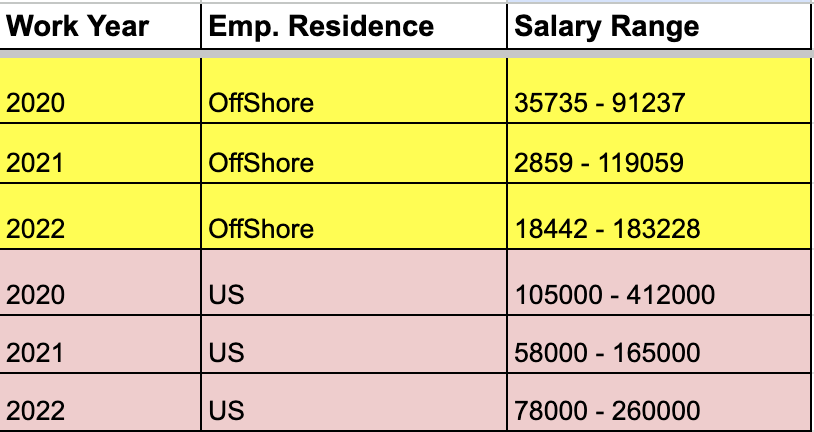 Work Year Emp. Residence Salary Range
2020 OffShore 35735 - 91237
2021 OffShore 2859 - 119059
2022 OffShore 18442 - 183228
2020 US 105000 - 412000
2021 US 58000 - 165000
2022 US 78000 - 260000